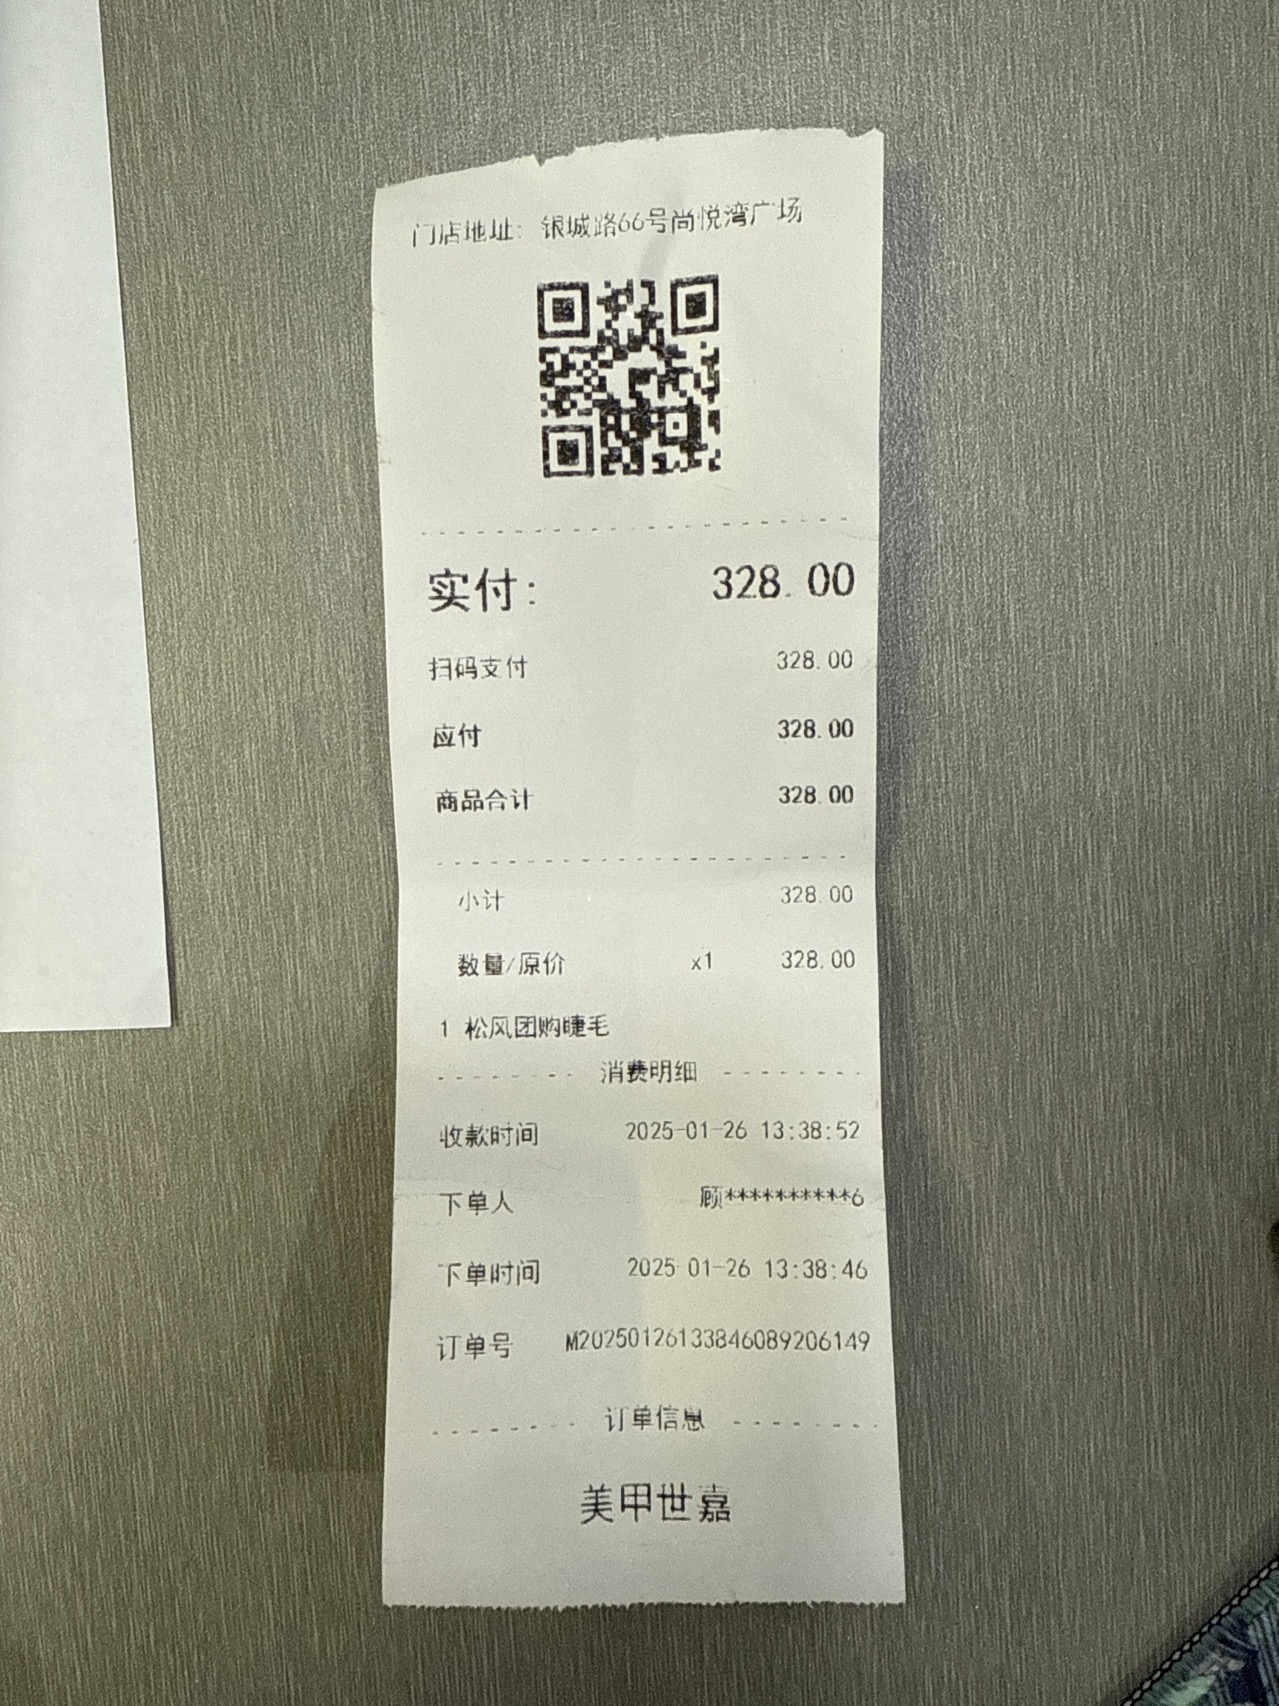 门店地址: 银城路66号尚悦湾广场
实付: 328.00
扫码支付 328.00
应付 328.00
商品合计 328.00
小计 328.00
数量/原价 x1 328.00
1 松风团购睫毛
消费明细
收款时间 2025-01-26 13:38:52
下单人 顾**********6
下单时间 2025-01-26 13:38:46
订单号 M20250126133846089206149
订单信息
美甲世嘉